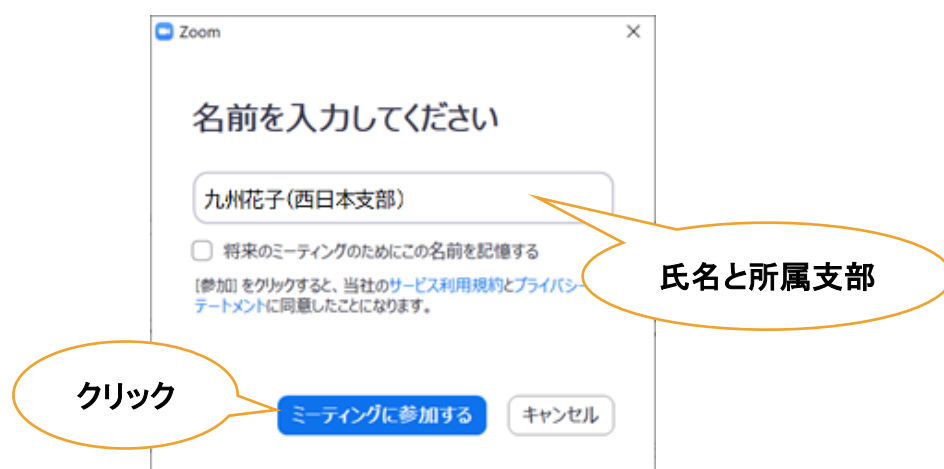 Zoom
名前を入力してください
九州花子(西日本支部)
将来のミーティングのためにこの名前を記憶する
[参加] をクリックすると、当社のサービス利用規約とプライバシー
テートメントに同意したことになります。
氏名と所属支部
クリック
ミーティングに参加する
キャンセル